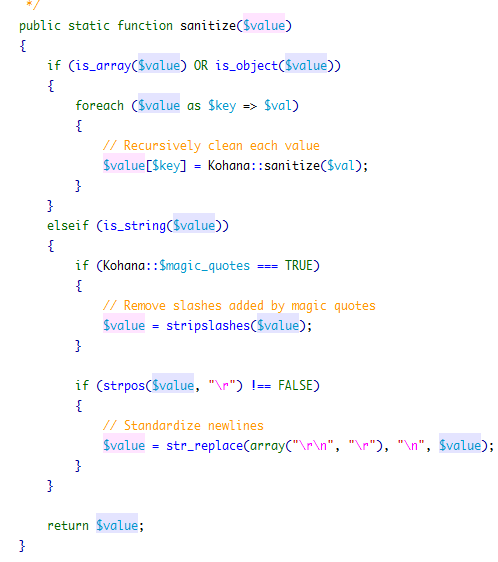 */
public static function sanitize($value)
{
    if (is_array($value) OR is_object($value))
    {
        foreach ($value as $key => $val)
        {
            // Recursively clean each value
            $value[$key] = Kohana::sanitize($val);
        }
    }
    elseif (is_string($value))
    {
        if (Kohana::$magic_quotes === TRUE)
        {
            // Remove slashes added by magic quotes
            $value = stripslashes($value);
        }

        if (strpos($value, "\r") !== FALSE)
        {
            // Standardize newlines
            $value = str_replace(array("\r\n", "\r"), "\n", $value);
        }
    }

    return $value;
}